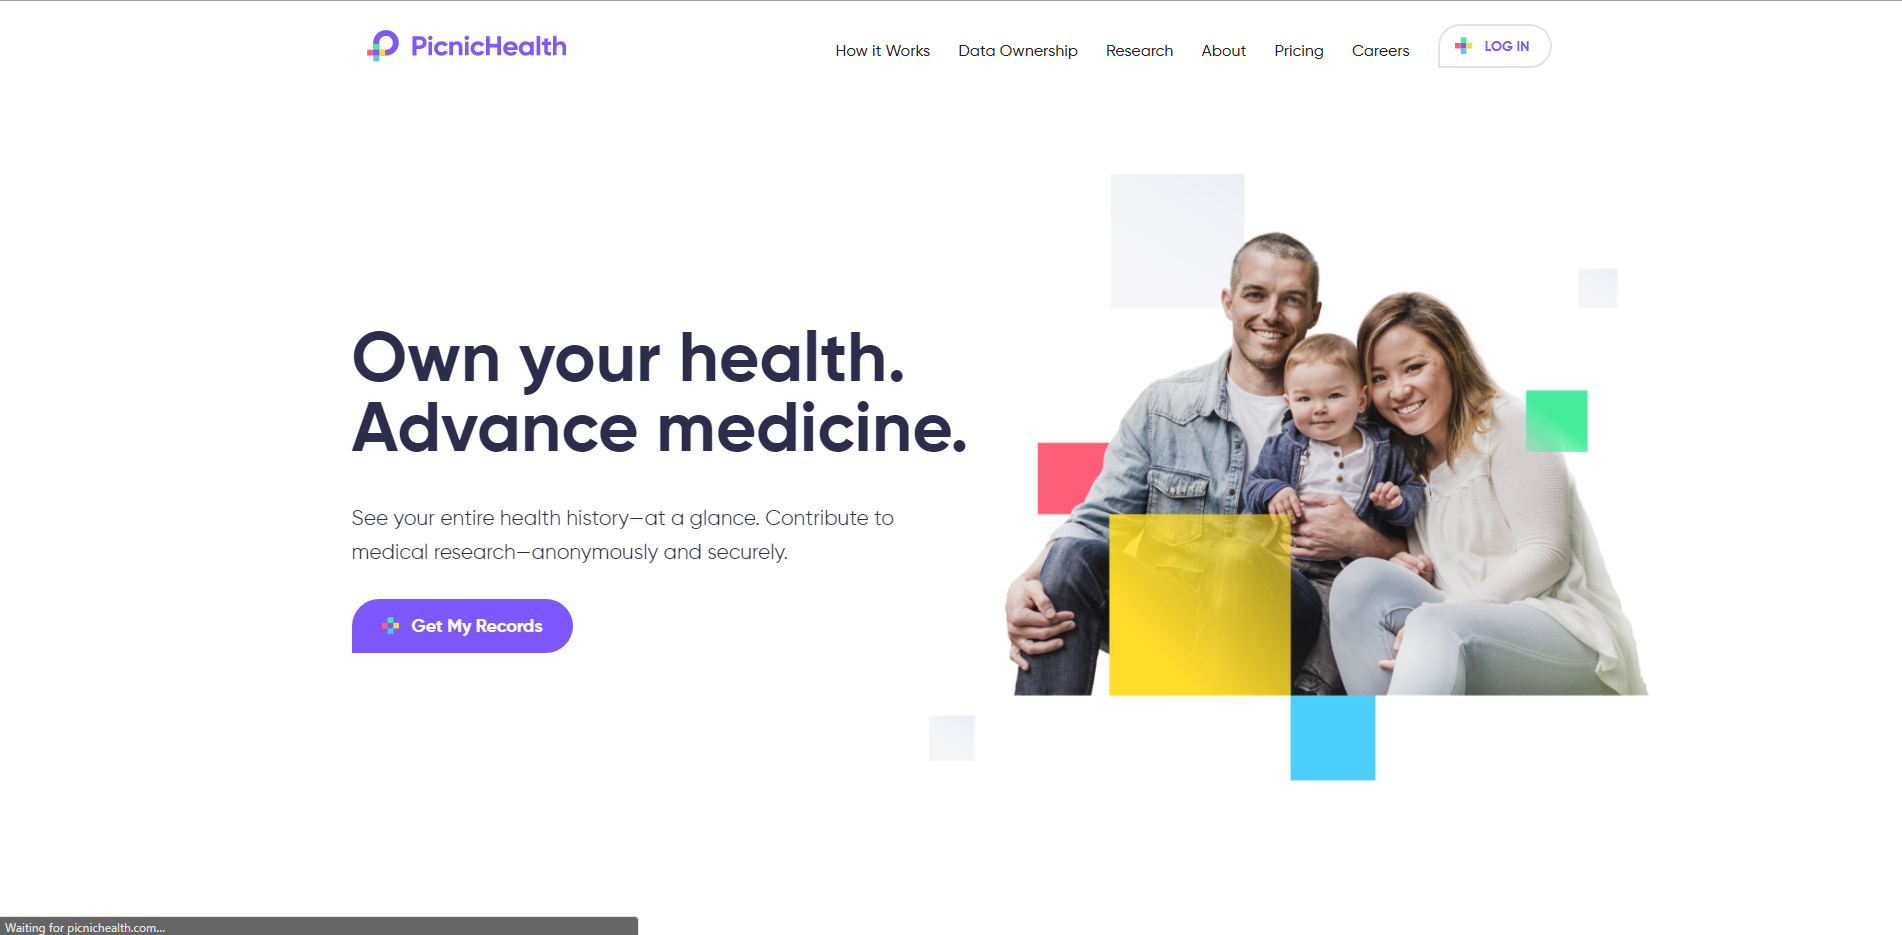 PicnicHealth
How it Works
Data Ownership
Research
About
Pricing
Careers
LOG IN
Own your health.
Advance medicine.
See your entire health history—at a glance. Contribute to
medical research—anonymously and securely.
Get My Records
Waiting for picnichealth.com...